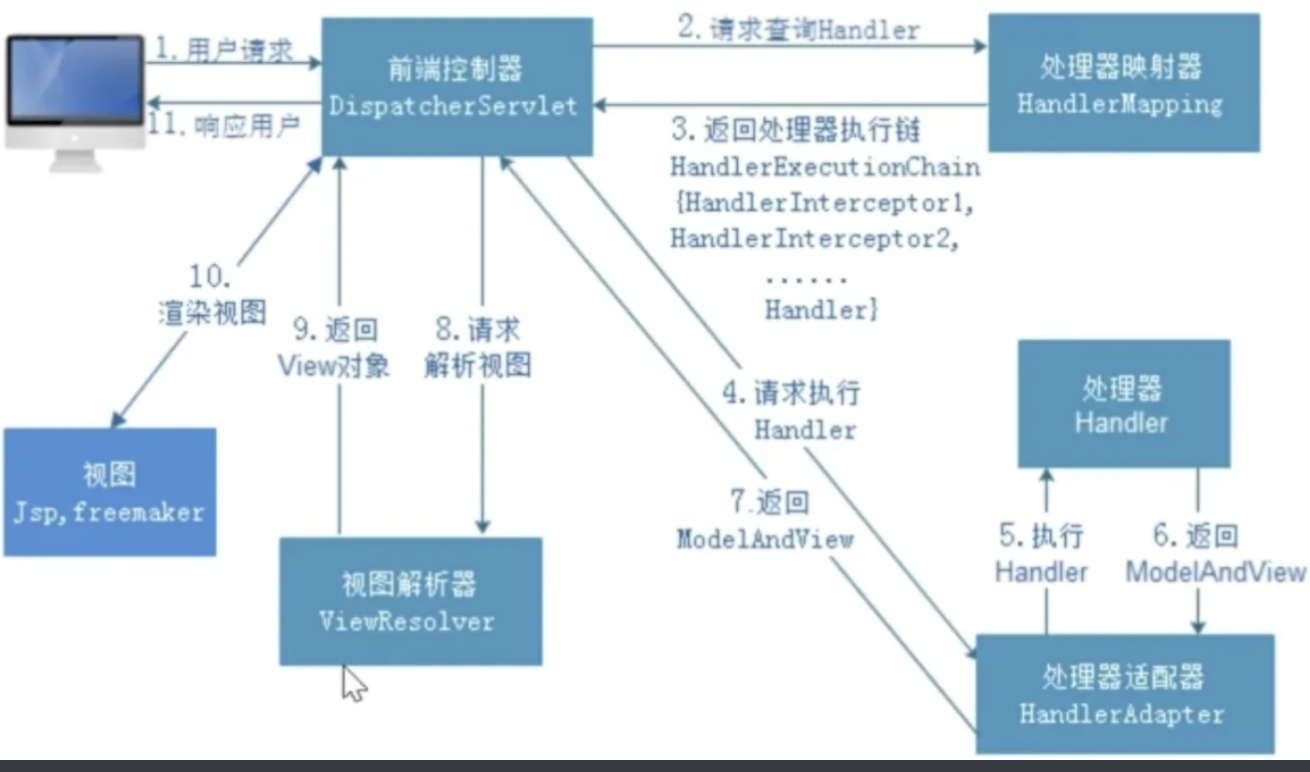 1.用户请求
11.响应用户
前端控制器
DispatcherServlet
2.请求查询Handler
处理器映射器
HandlerMapping
3.返回处理器执行链
HandlerExecutionChain
{HandlerInterceptor1,
HandlerInterceptor2,
......
Handler}
4.请求执行
Handler
处理器
Handler
5.执行
Handler
6.返回
ModelAndView
处理器适配器
HandlerAdapter
7.返回
ModelAndView
8.请求
解析视图
9.返回
View对象
视图解析器
ViewResolver
10.
渲染视图
视图
Jsp,freemaker